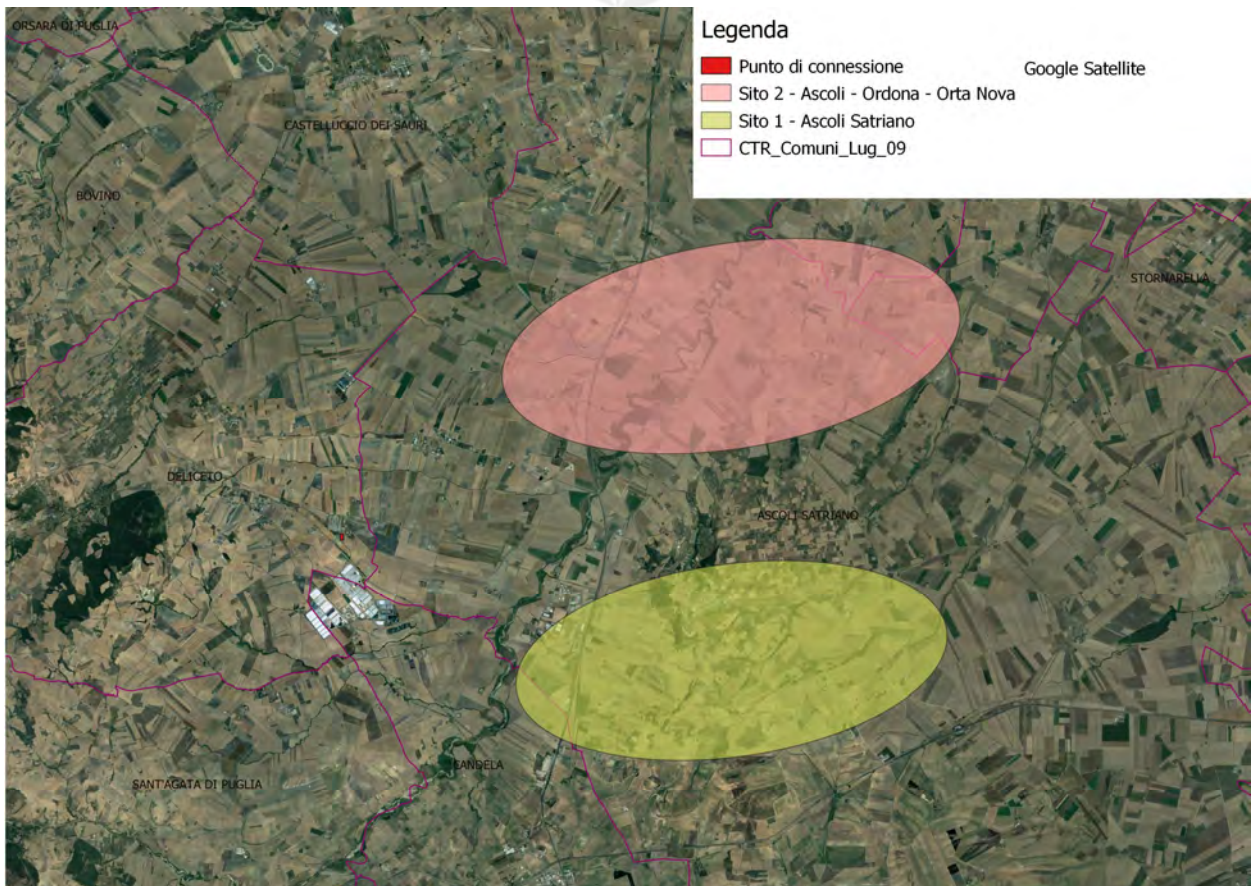 Legenda
Punto di connessione
Google Satellite
Sito 2 - Ascoli - Ordona - Orta Nova
Sito 1 - Ascoli Satriano
CTR_Comuni_Lug_09
ORSARA DI PUGLIA
CASTELLUCCIO DEI SAURI
BOVINO
STORNARELLA
DELICETO
ASCOLI SATRIANO
CANDELA
SANT'AGATA DI PUGLIA